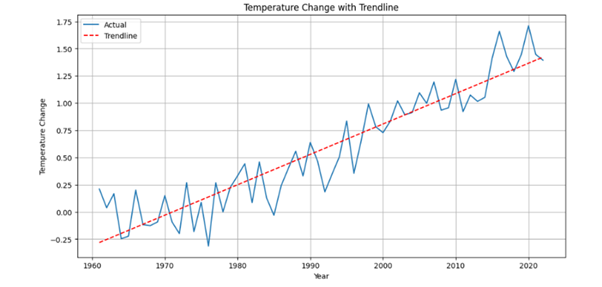 Temperature Change with Trendline
Actual
Trendline
1.75
1.50
1.25
1.00
0.75
0.50
0.25
0.00
−0.25
Temperature Change
1960 1970 1980 1990 2000 2010 2020
Year